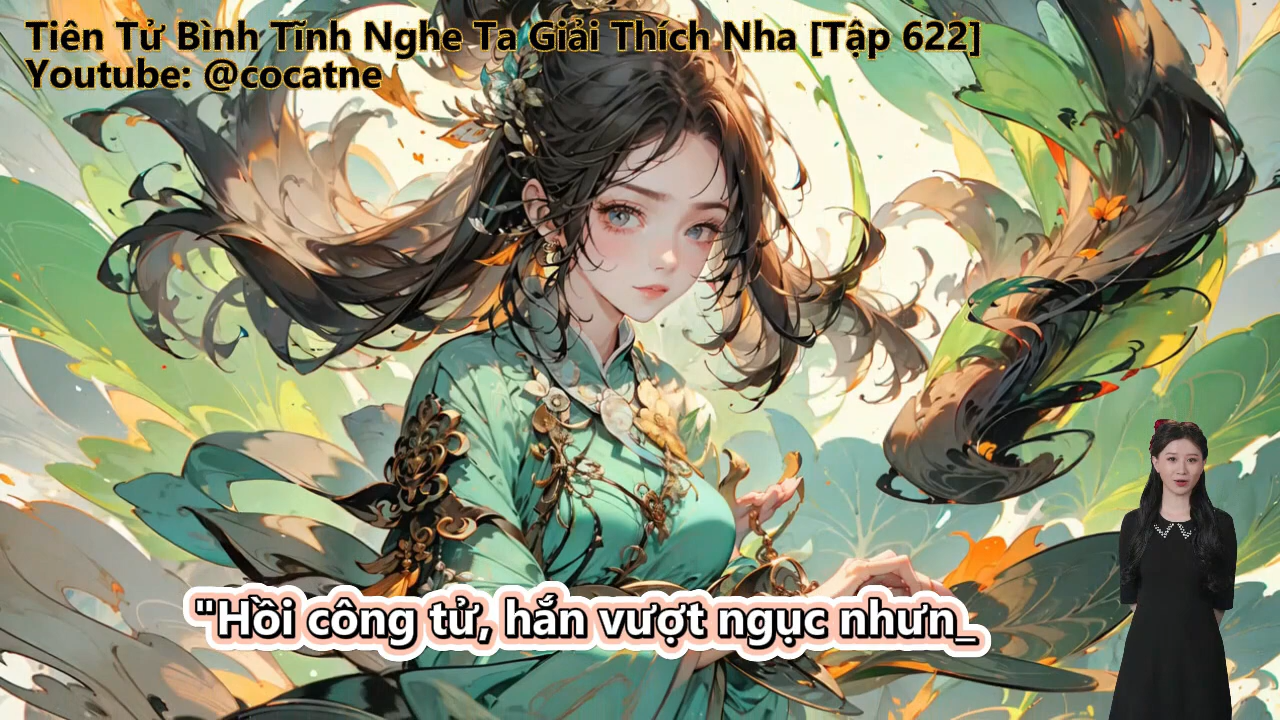 Tiên Tử Bình Tĩnh Nghe Ta Giải Thích Nha [Tập 622]
Youtube: @cocatne
"Hồi công tử, hắn vượt ngục nhưn_